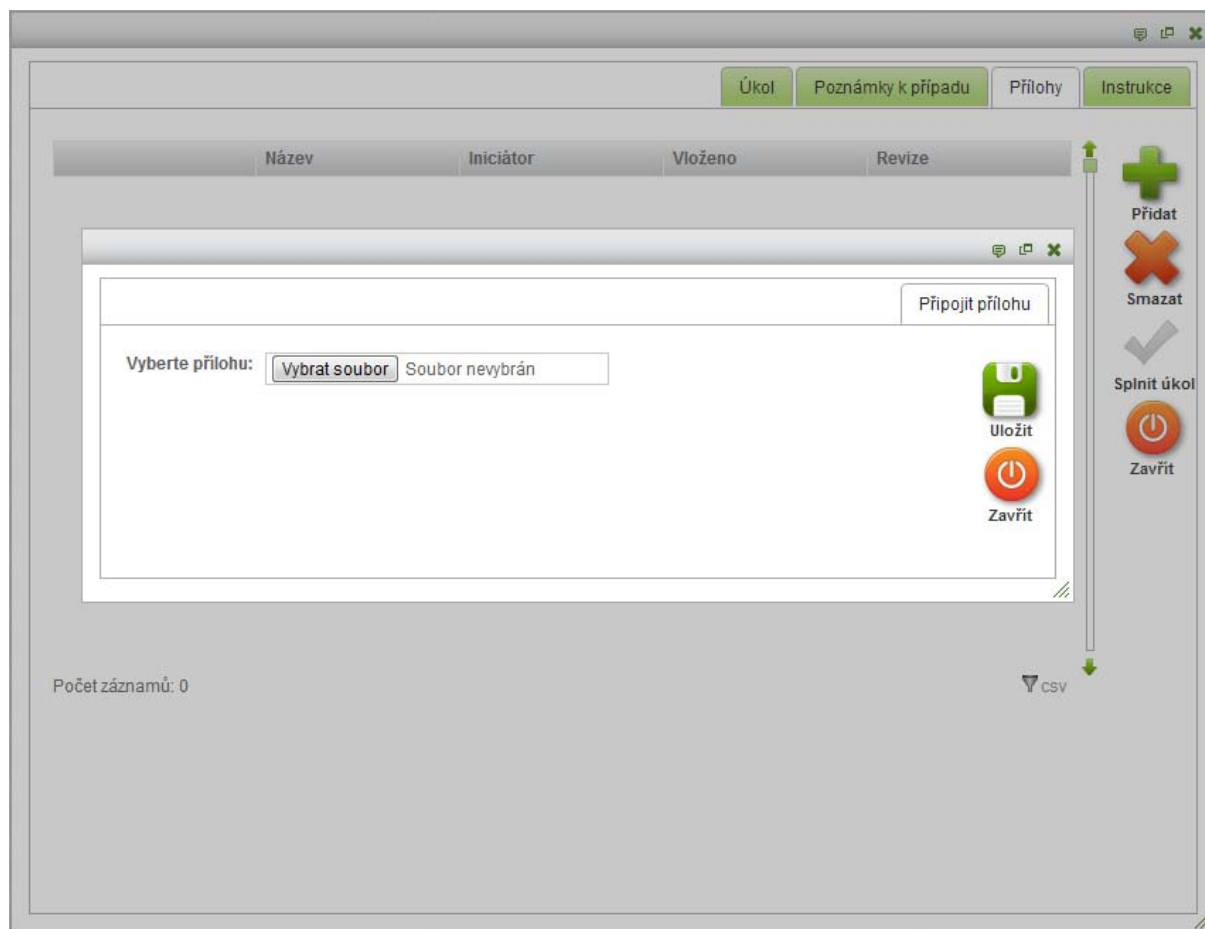 Úkol Poznámky k případu Přílohy Instrukce
Název Iniciátor Vloženo Revize
Přidat
Smazat
Splnit úkol
Zavřít
Připojit přílohu
Vyberte přílohu: Vybrat soubor Soubor nevybrán
Uložit
Zavřít
Počet záznamů: 0 csv